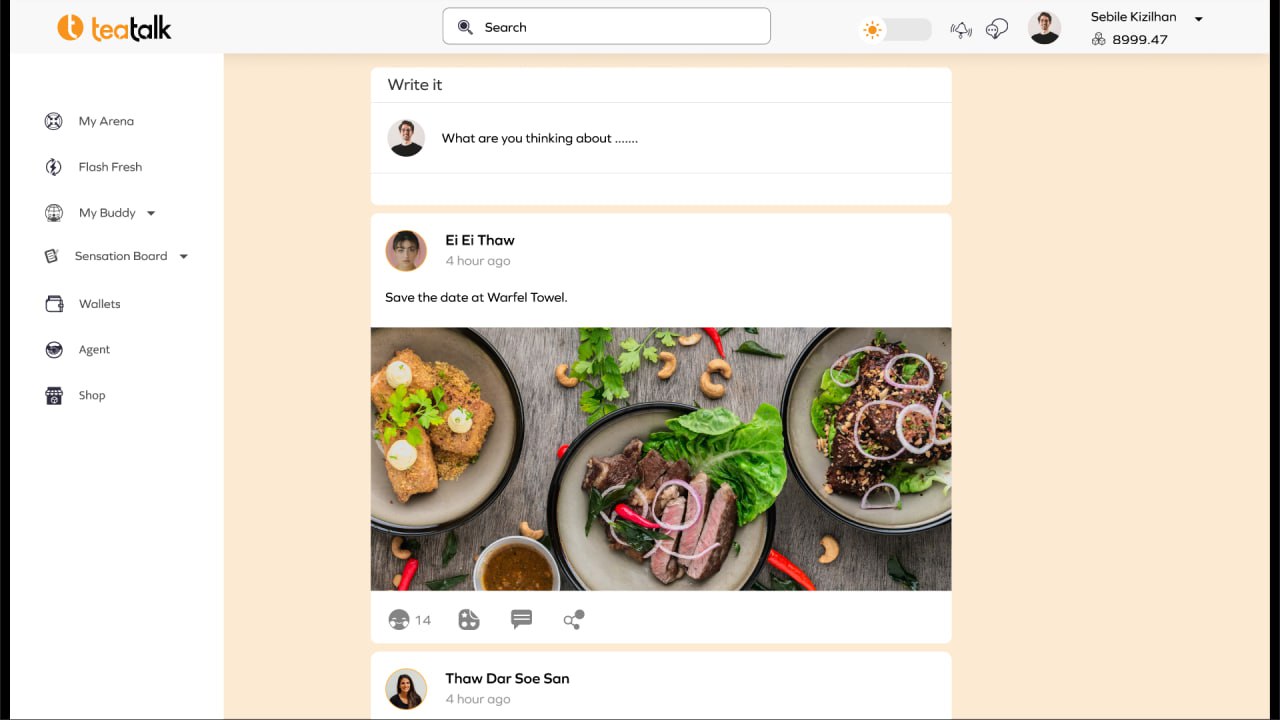 teatalk
Search
Sebile Kizilhan
8999.47
My Arena
Flash Fresh
My Buddy
Sensation Board
Wallets
Agent
Shop
Write it
What are you thinking about .......
Ei Ei Thaw
4 hour ago
Save the date at Warfel Towel.
14
Thaw Dar Soe San
4 hour ago